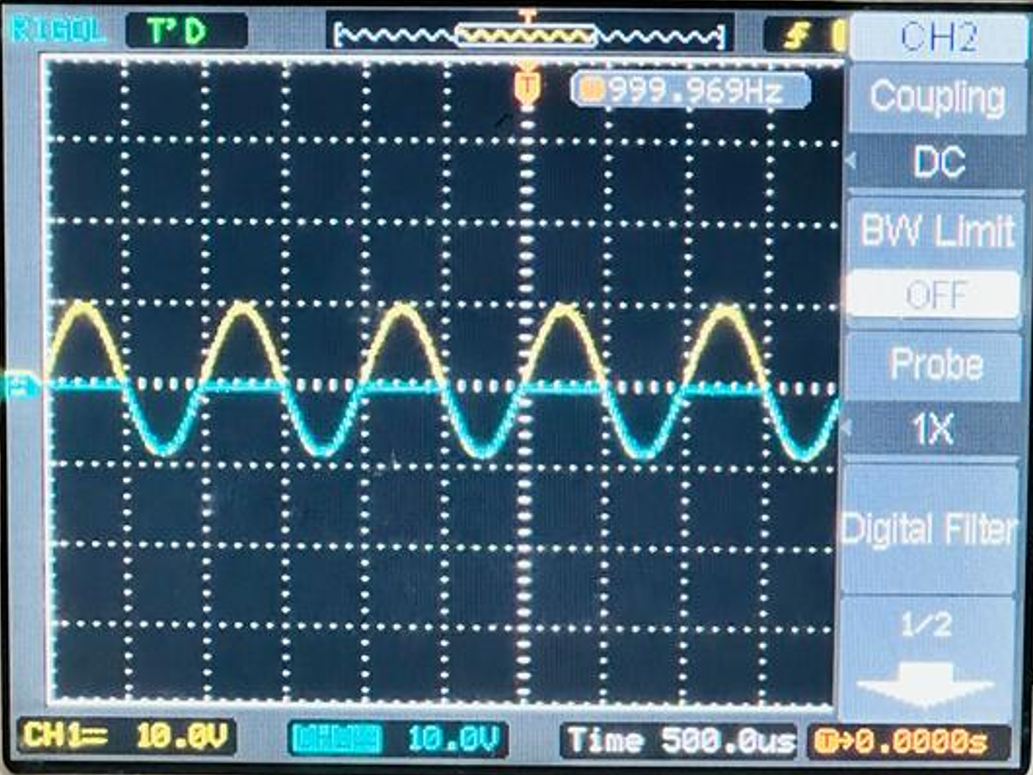 RIGOL T'D
CH2
T
T 999.969Hz
Coupling
DC
BW Limit
OFF
Probe
1X
Digital Filter
1/2
CH1 10.0V 10.0V Time 500.0us T→0.0000s